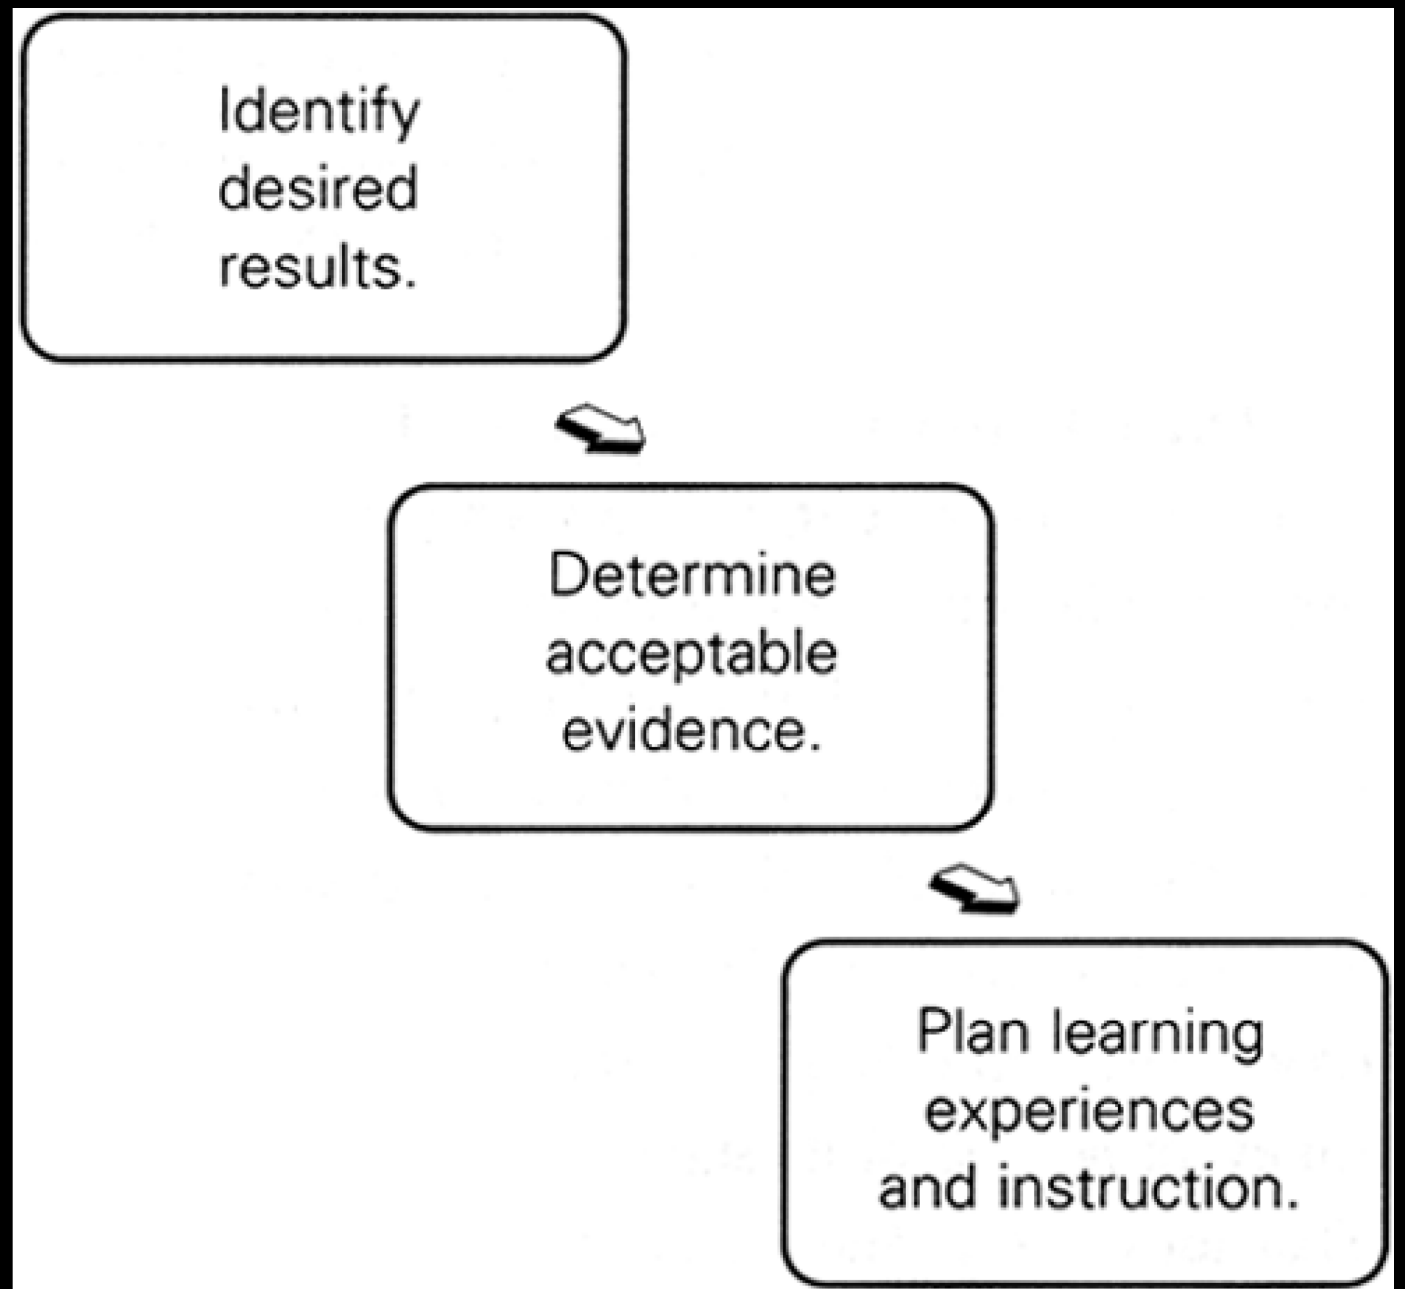 Identify
desired
results.
Determine
acceptable
evidence.
Plan learning
experiences
and instruction.